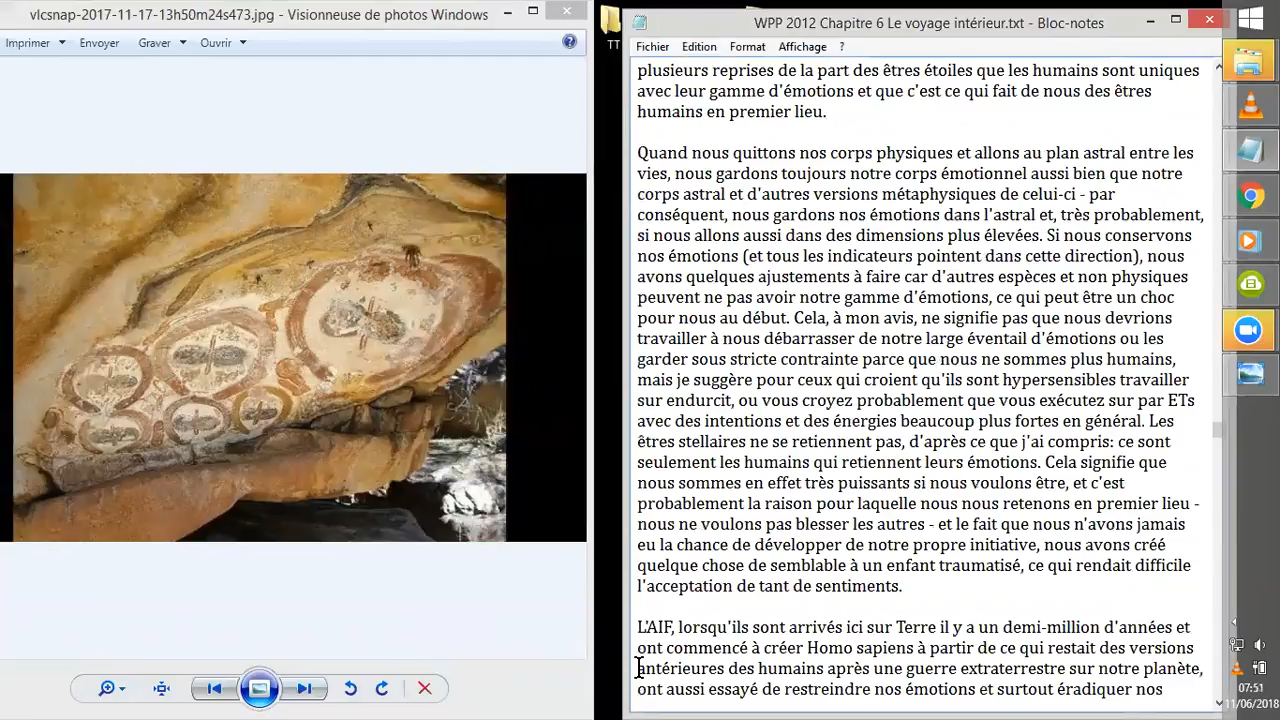 vlcsnap-2017-11-17-13h50m24s473.jpg - Visionneuse de photos Windows
Imprimer Envoyer Graver Ouvrir
TT
WPP 2012 Chapitre 6 Le voyage intérieur.txt - Bloc-notes
Fichier Edition Format Affichage ?
plusieurs reprises de la part des êtres étoiles que les humains sont uniques
avec leur gamme d'émotions et que c'est ce qui fait de nous des êtres
humains en premier lieu.
Quand nous quittons nos corps physiques et allons au plan astral entre les
vies, nous gardons toujours notre corps émotionnel aussi bien que notre
corps astral et d'autres versions métaphysiques de celui-ci - par
conséquent, nous gardons nos émotions dans l'astral et, très probablement,
si nous allons aussi dans des dimensions plus élevées. Si nous conservons
nos émotions (et tous les indicateurs pointent dans cette direction), nous
avons quelques ajustements à faire car d'autres espèces et non physiques
peuvent ne pas avoir notre gamme d'émotions, ce qui peut être un choc
pour nous au début. Cela, à mon avis, ne signifie pas que nous devrions
travailler à nous débarrasser de notre large éventail d'émotions ou les
garder sous stricte contrainte parce que nous ne sommes plus humains,
mais je suggère pour ceux qui croient qu'ils sont hypersensibles travailler
sur endurcit, ou vous croyez probablement que vous exécutez sur par ETs
avec des intentions et des énergies beaucoup plus fortes en général. Les
êtres stellaires ne se retiennent pas, d'après ce que j'ai compris: ce sont
seulement les humains qui retiennent leurs émotions. Cela signifie que
nous sommes en effet très puissants si nous voulons être, et c'est
probablement la raison pour laquelle nous nous retenons en premier lieu -
nous ne voulons pas blesser les autres - et le fait que nous n'avons jamais
eu la chance de développer de notre propre initiative, nous avons créé
quelque chose de semblable à un enfant traumatisé, ce qui rendait difficile
l'acceptation de tant de sentiments.
L'AIF, lorsqu'ils sont arrivés ici sur Terre il y a un demi-million d'années et
ont commencé à créer Homo sapiens à partir de ce qui restait des versions
intérieures des humains après une guerre extraterrestre sur notre planète,
ont aussi essayé de restreindre nos émotions et surtout éradiquer nos
07:51
11/06/2018